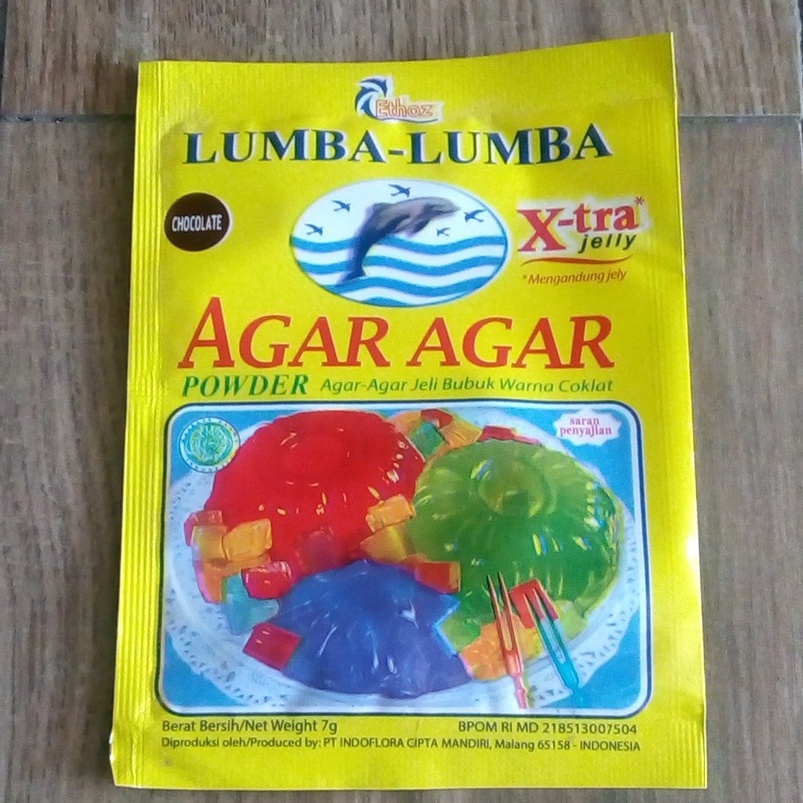 Ethoz
LUMBA-LUMBA
CHOCOLATE
X-tra*
jelly
*Mengandung jely
AGAR AGAR
POWDER Agar-Agar Jeli Bubuk Warna Coklat
saran
penyajian
Berat Bersih/Net Weight 7g BPOM RI MD 218513007504
Diproduksi oleh/Produced by: PT INDOFLORA CIPTA MANDIRI, Malang 65158 - INDONESIA